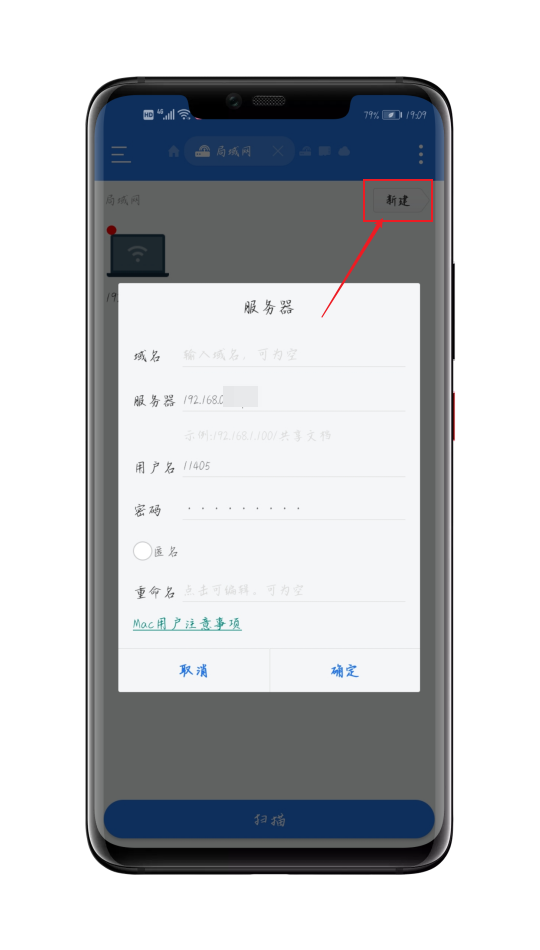 HD 4G 79% 19:09
局域网
局域网 新建
192
服务器
域名 输入域名，可为空
服务器 192.168.0
示例:192.168.1.100/共享文档
用户名 11405
密码 · · · · · · · · ·
匿名
重命名 点击可编辑，可为空
Mac用户注意事项
取消 确定
扫描